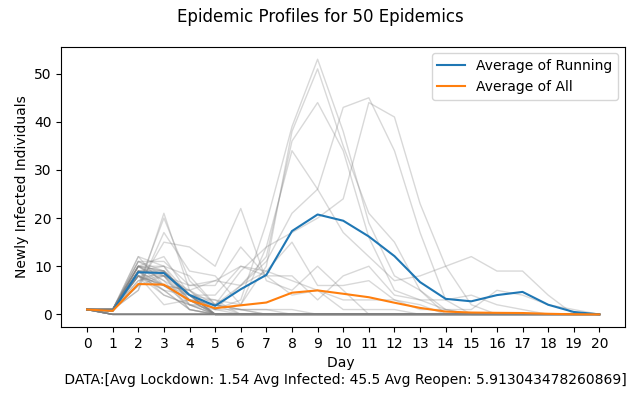 Epidemic Profiles for 50 Epidemics
Average of Running
Average of All
Newly Infected Individuals
50
40
30
20
10
0
0 1 2 3 4 5 6 7 8 9 10 11 12 13 14 15 16 17 18 19 20
Day
DATA:[Avg Lockdown: 1.54 Avg Infected: 45.5 Avg Reopen: 5.913043478260869]